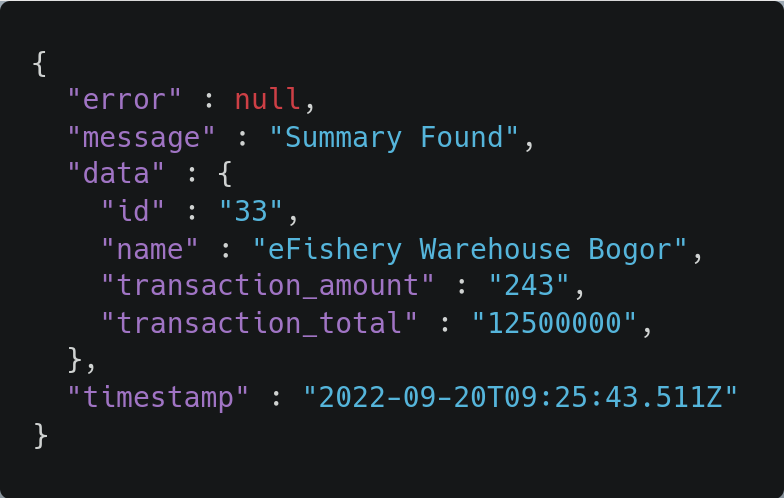 {
  "error" : null,
  "message" : "Summary Found",
  "data" : {
    "id" : "33",
    "name" : "eFishery Warehouse Bogor",
    "transaction_amount" : "243",
    "transaction_total" : "12500000",
  },
  "timestamp" : "2022-09-20T09:25:43.511Z"
}